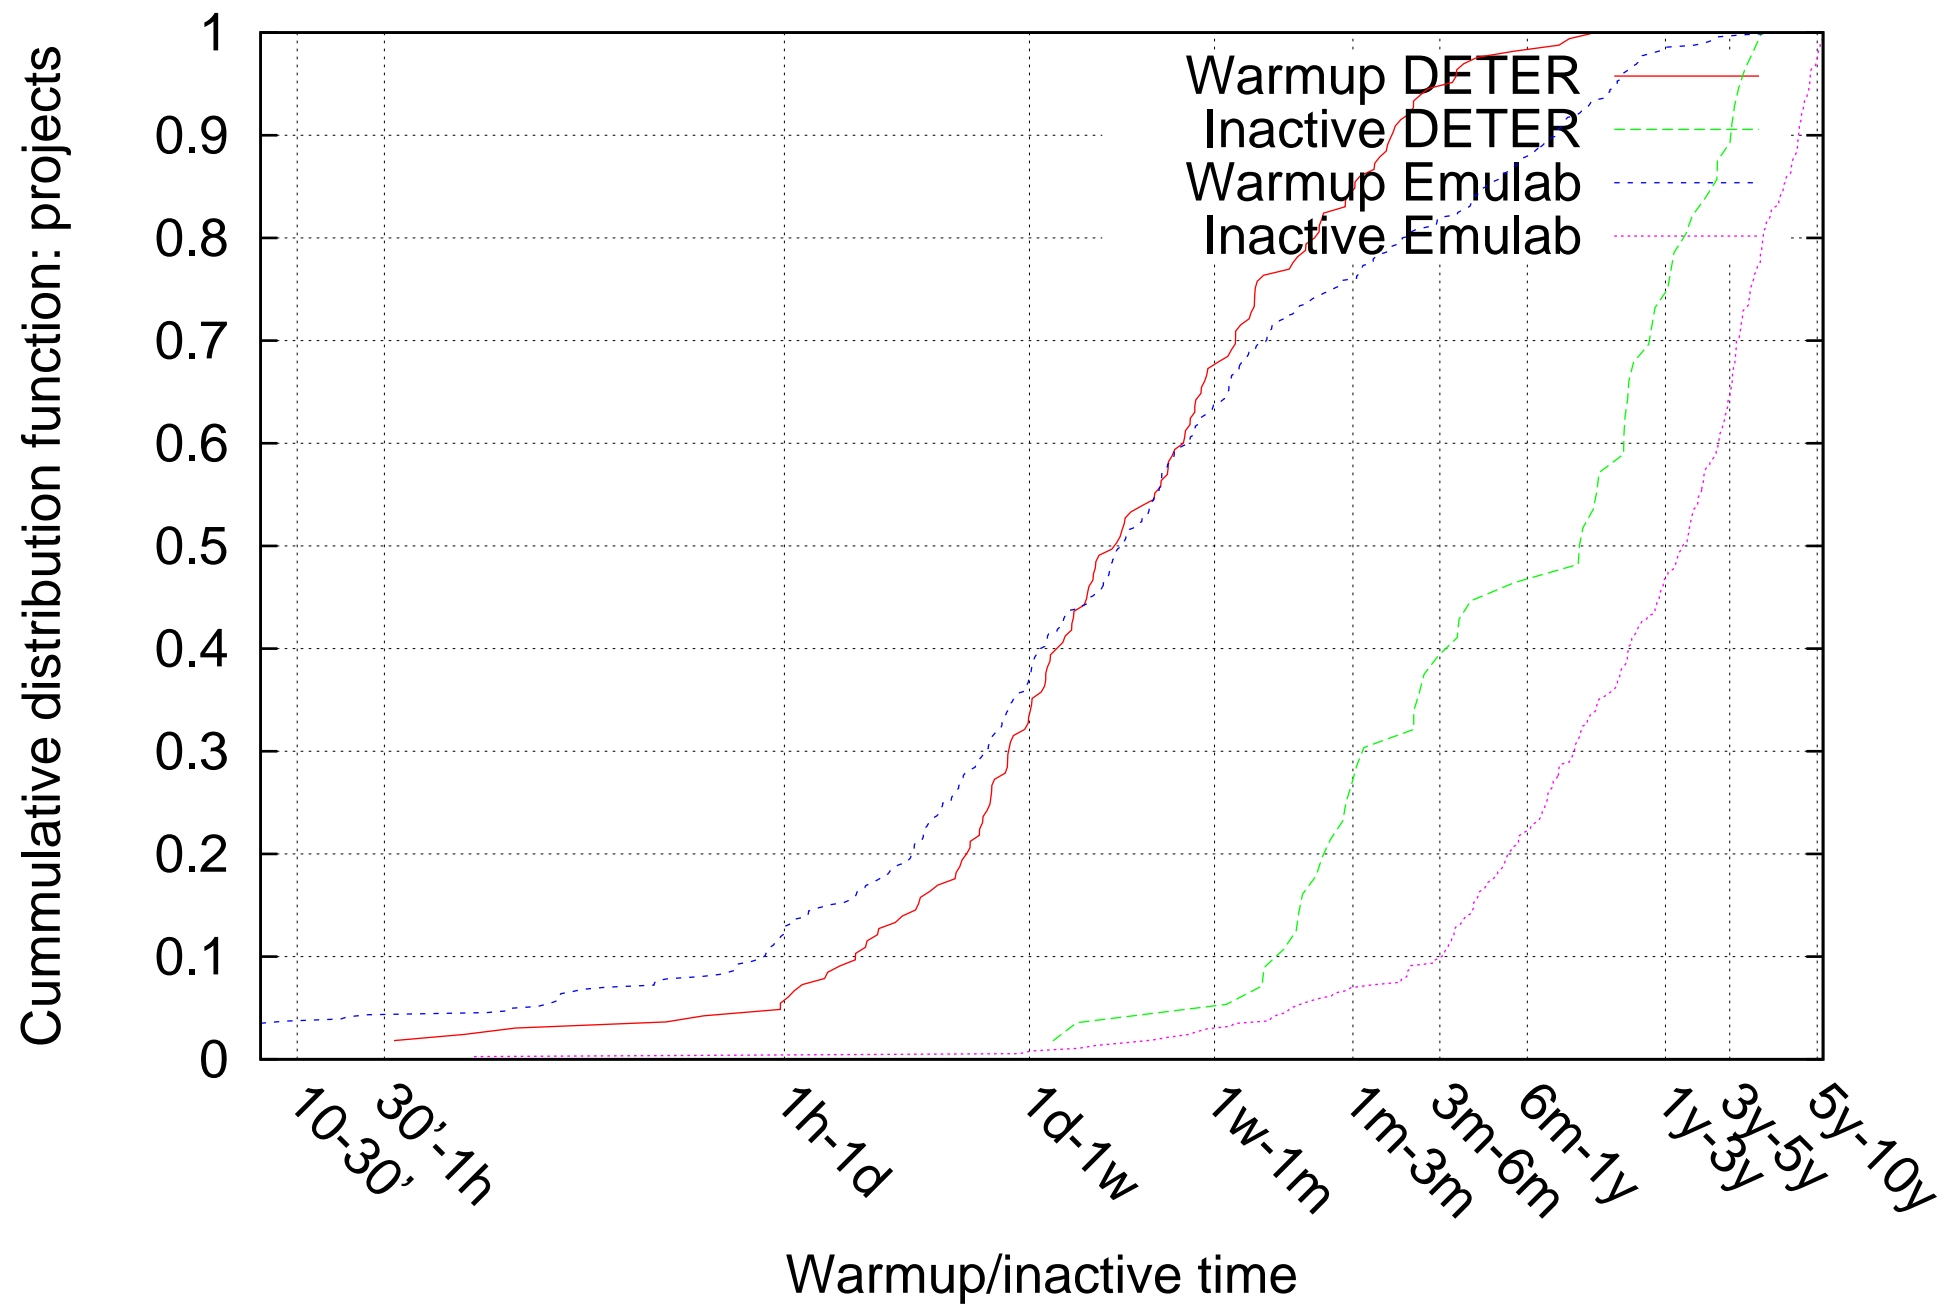 Cummulative distribution function: projects
1
0.9
0.8
0.7
0.6
0.5
0.4
0.3
0.2
0.1
0
Warmup DETER
Inactive DETER
Warmup Emulab
Inactive Emulab
10-30'
30'-1h
1h-1d
1d-1w
1w-1m
1m-3m
3m-6m
6m-1y
1y-3y
3y-5y
5y-10y
Warmup/inactive time